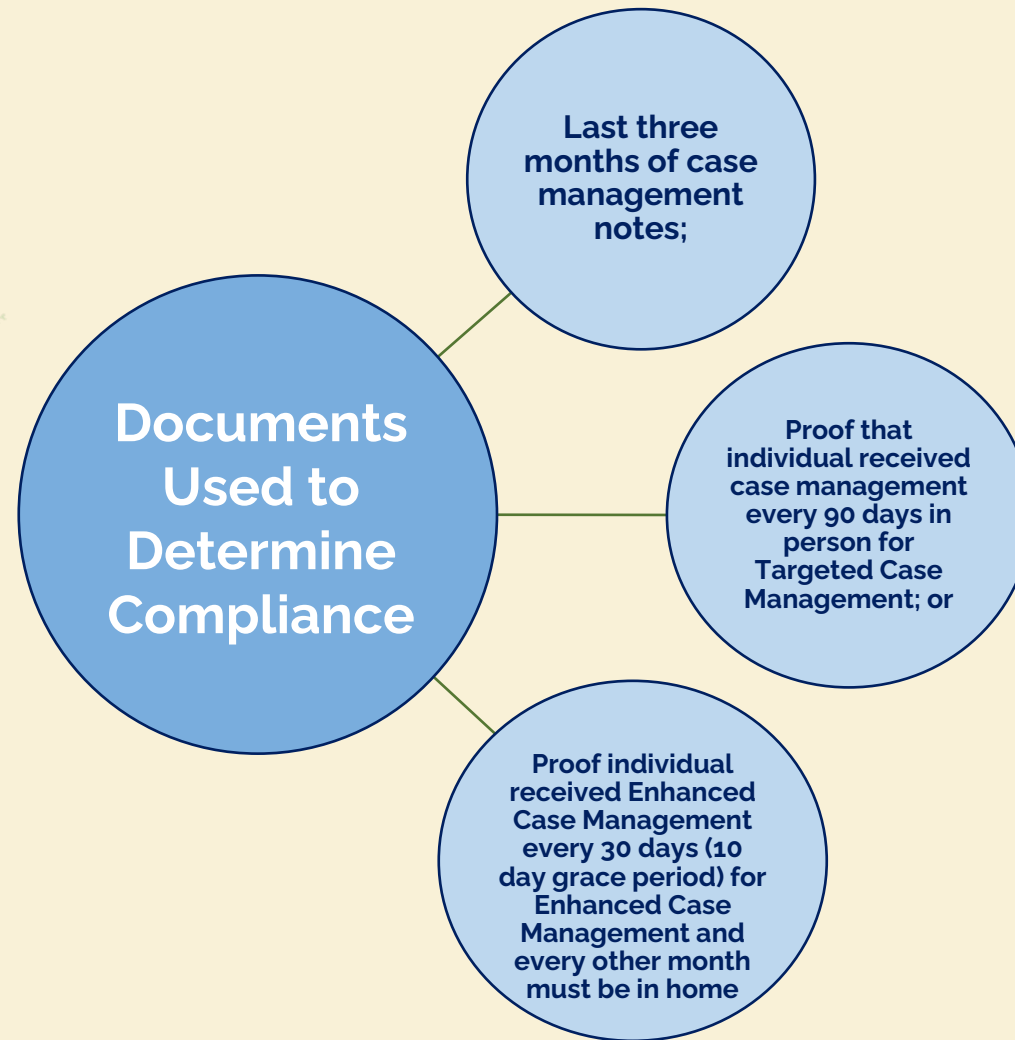 Last three
months of case
management
notes;
Documents
Used to
Determine
Compliance
Proof that
individual received
case management
every 90 days in
person for
Targeted Case
Management; or
Proof individual
received Enhanced
Case Management
every 30 days (10
day grace period) for
Enhanced Case
Management and
every other month
must be in home